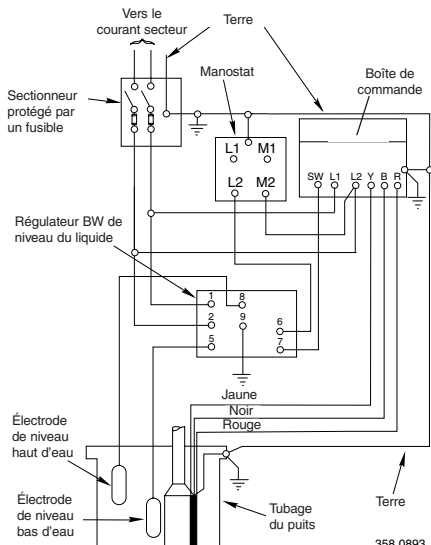 Vers le
courant secteur
Terre
Manostat
Boîte de
commande
Sectionneur
protégé par
un fusible
L1 M1
L2 M2
SW L1 L2 Y B R
Régulateur BW de
niveau du liquide
1 8
2 9 6
5 7
Jaune
Noir
Rouge
Électrode
de niveau
haut d'eau
Électrode
de niveau
bas d'eau
Tubage
du puits
Terre
358 0893